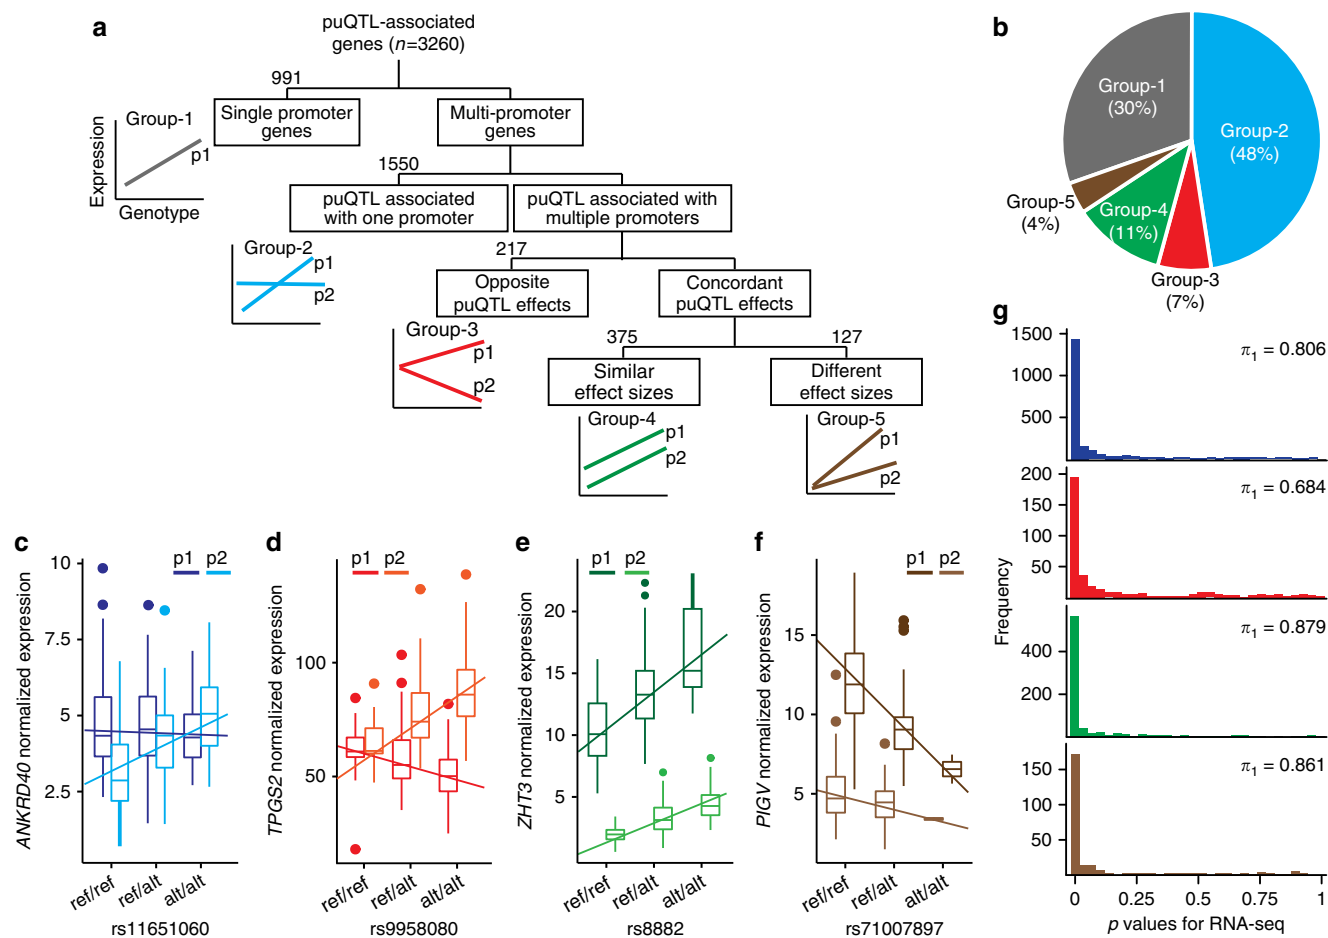 a
puQTL-associated
genes (n=3260)
991
Single promoter
genes
Multi-promoter
genes
Group-1
p1
Expression
Genotype
1550
puQTL associated
with one promoter
puQTL associated with
multiple promoters
Group-2
p1
p2
217
Opposite
puQTL effects
Concordant
puQTL effects
Group-3
p1
p2
375
127
Similar
effect sizes
Different
effect sizes
Group-4
p1
p2
Group-5
p1
p2
b
Group-1
(30%)
Group-2
(48%)
Group-5
(4%)
Group-4
(11%)
Group-3
(7%)
c
p1 p2
ANKRD40 normalized expression
10
7.5
5
2.5
ref/ref
ref/alt
alt/alt
rs11651060
d
p1 p2
TPGS2 normalized expression
100
50
ref/ref
ref/alt
alt/alt
rs9958080
e
p1 p2
ZHT3 normalized expression
20
15
10
5
ref/ref
ref/alt
alt/alt
rs8882
f
p1 p2
PIGV normalized expression
15
10
5
ref/ref
ref/alt
alt/alt
rs71007897
g
1500
1000
500
π1 = 0.806
200
150
100
50
π1 = 0.684
Frequency
400
200
π1 = 0.879
150
100
50
π1 = 0.861
0 0.25 0.5 0.75 1
p values for RNA-seq